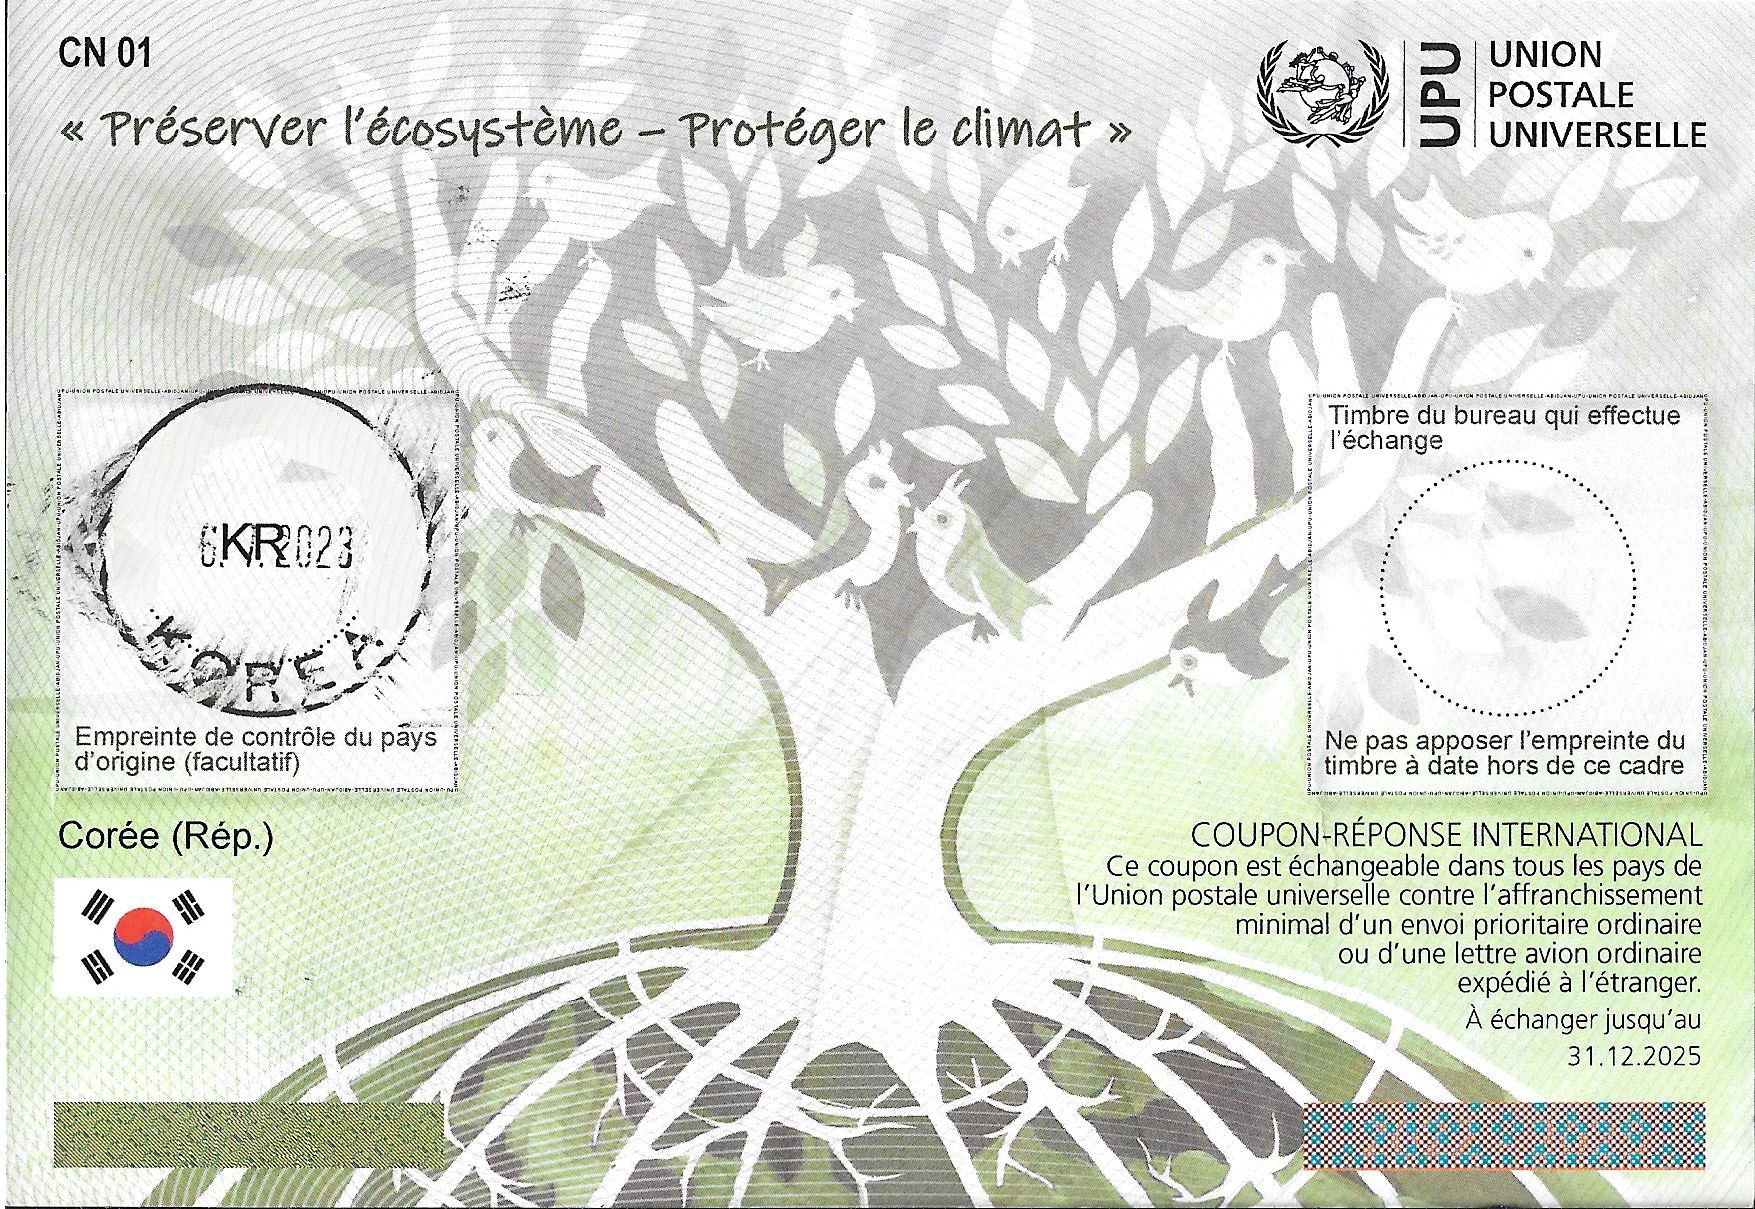 CN 01
« Préserver l'écosystème – Protéger le climat »
UPU
UNION
POSTALE
UNIVERSELLE
KR
2023
KOREA
Empreinte de contrôle du pays
d'origine (facultatif)
Timbre du bureau qui effectue
l'échange
Ne pas apposer l'empreinte du
timbre à date hors de ce cadre
Corée (Rép.)
COUPON-RÉPONSE INTERNATIONAL
Ce coupon est échangeable dans tous les pays de
l'Union postale universelle contre l'affranchissement
minimal d'un envoi prioritaire ordinaire
ou d'une lettre avion ordinaire
expédié à l'étranger.
À échanger jusqu'au
31.12.2025